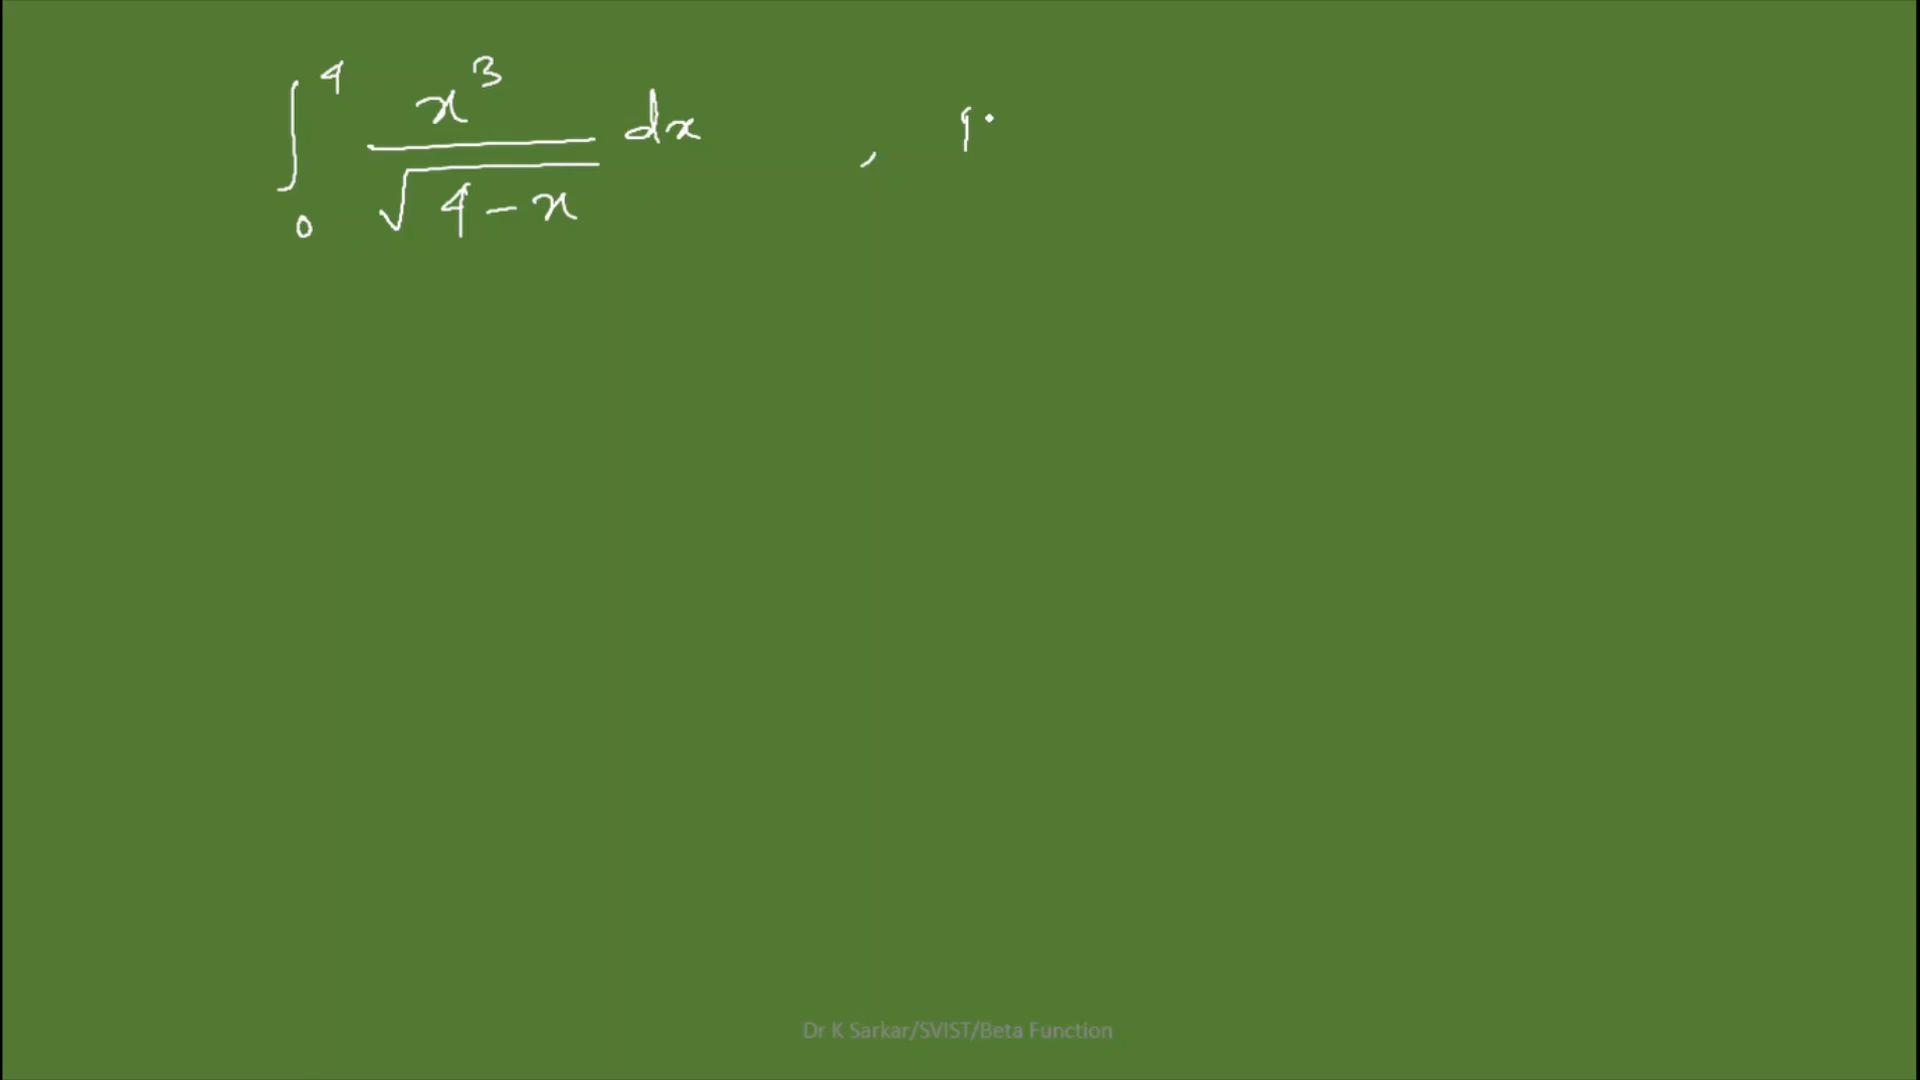 ∫₀⁴ x³/√(4-x) dx ,
Dr K Sarkar/SVIST/Beta Function